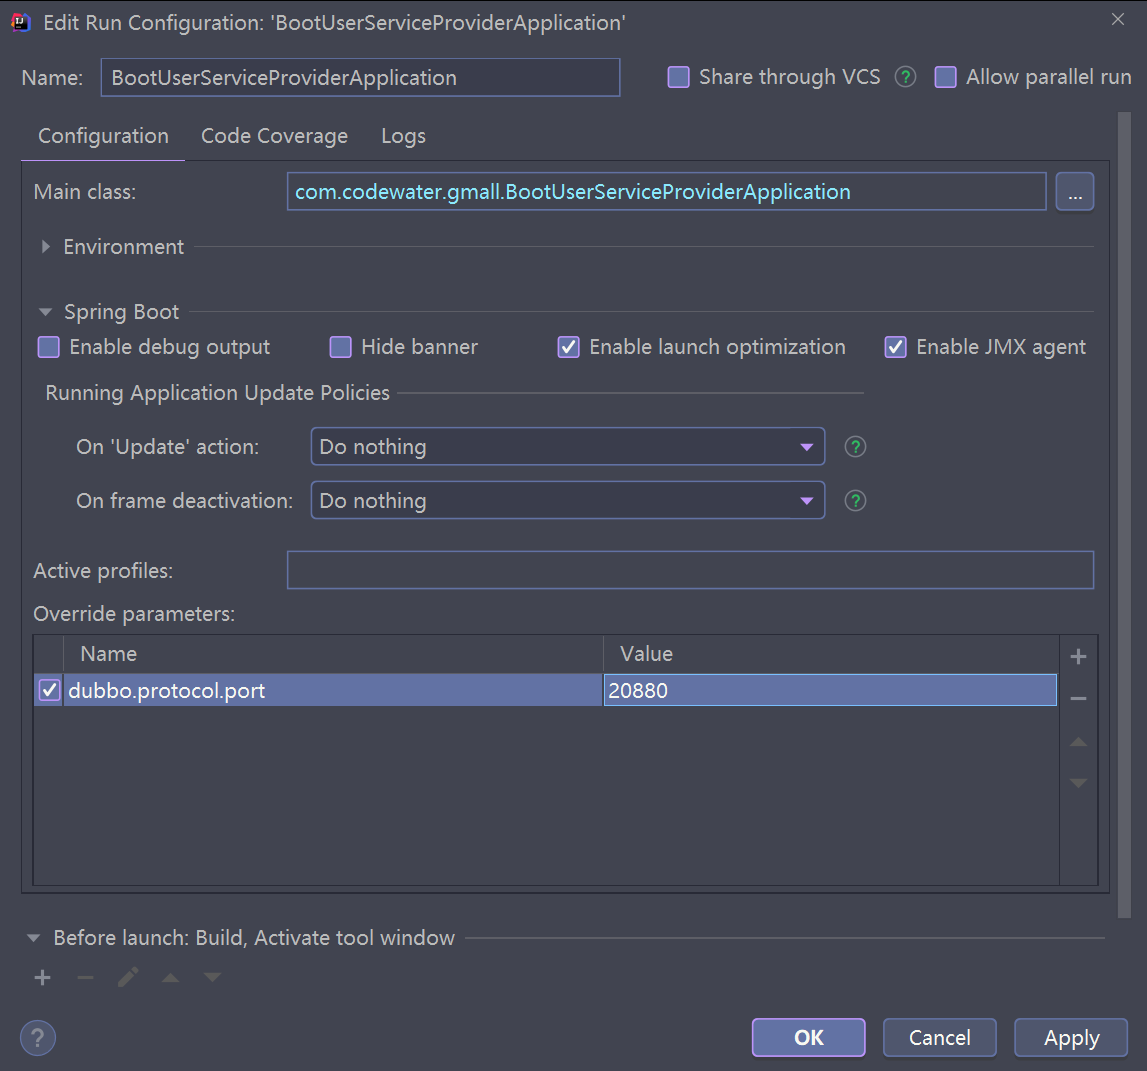 Edit Run Configuration: 'BootUserServiceProviderApplication'
Name: BootUserServiceProviderApplication Share through VCS ? Allow parallel run
Configuration Code Coverage Logs
Main class: com.codewater.gmall.BootUserServiceProviderApplication ...
Environment
Spring Boot
Enable debug output Hide banner Enable launch optimization Enable JMX agent
Running Application Update Policies
On 'Update' action: Do nothing ?
On frame deactivation: Do nothing ?
Active profiles:
Override parameters:
Name Value
dubbo.protocol.port 20880
Before launch: Build, Activate tool window
? OK Cancel Apply